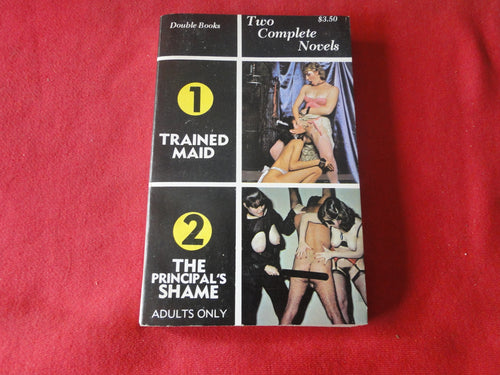 Double Books
Two
Complete
Novels
$3.50
1
TRAINED
MAID
2
THE
PRINCIPAL'S
SHAME
ADULTS ONLY